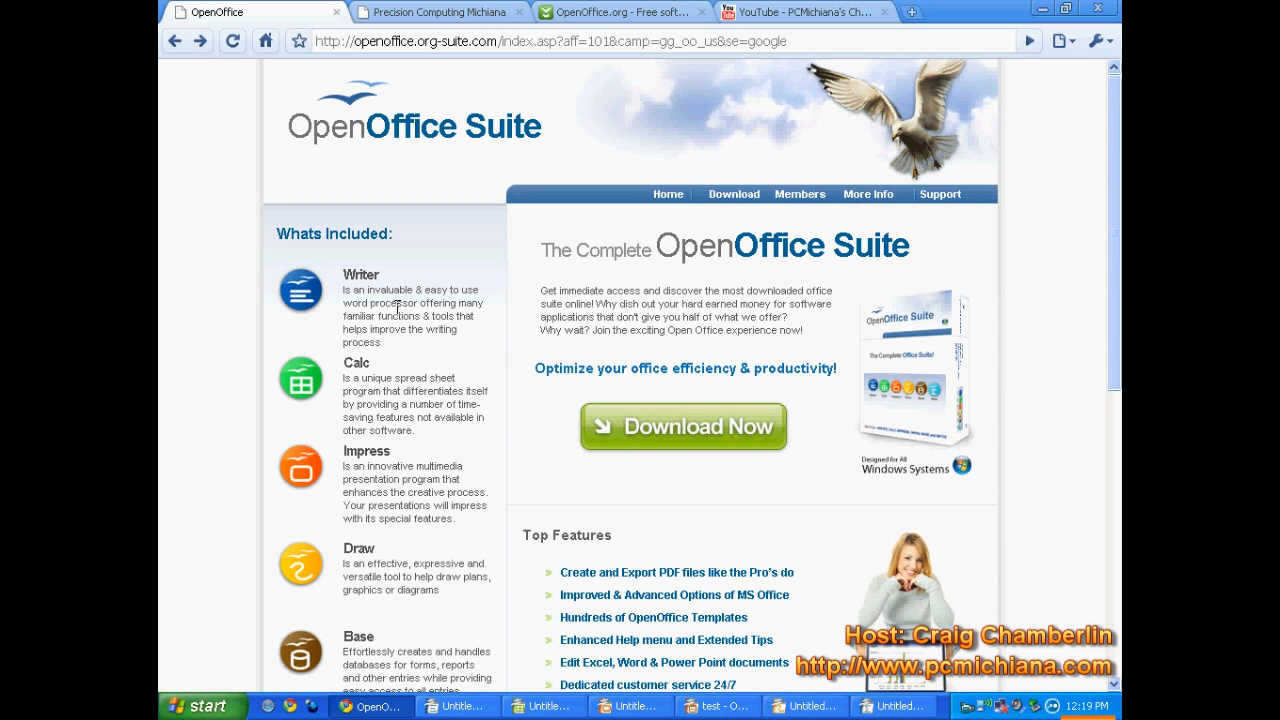 OpenOffice
Precision Computing Michiana
OpenOffice.org - Free soft...
YouTube - PCMichiana's Ch...
http://openoffice.org-suite.com/index.asp?aff=101&camp=gg_oo_us&se=google
OpenOffice Suite
Home
Download
Members
More Info
Support
Whats Included:
Writer
Is an invaluable & easy to use
word processor offering many
familiar functions & tools that
helps improve the writing
process
Calc
Is a unique spread sheet
program that differentiates itself
by providing a number of time-
saving features not available in
other software.
Impress
Is an innovative multimedia
presentation program that
enhances the creative process.
Your presentations will impress
with its special features.
Draw
Is an effective, expressive and
versatile tool to help draw plans,
graphics or diagrams
Base
Effortlessly creates and handles
databases for forms, reports
and other entries while providing
easy access to all entries
The Complete OpenOffice Suite
Get immediate access and discover the most downloaded office
suite online! Why dish out your hard earned money for software
applications that don't give you half of what we offer?
Why wait? Join the exciting Open Office experience now!
Optimize your office efficiency & productivity!
Download Now
OpenOffice Suite
The Complete Office Suite!
Designed for All
Windows Systems
Top Features
Create and Export PDF files like the Pro's do
Improved & Advanced Options of MS Office
Hundreds of OpenOffice Templates
Enhanced Help menu and Extended Tips
Edit Excel, Word & Power Point documents
Dedicated customer service 24/7
Host: Craig Chamberlin
http://www.pcmichiana.com
start
OpenO...
Untitle...
Untitle...
Untitle...
test - O...
Untitled...
Untitled...
12:19 PM